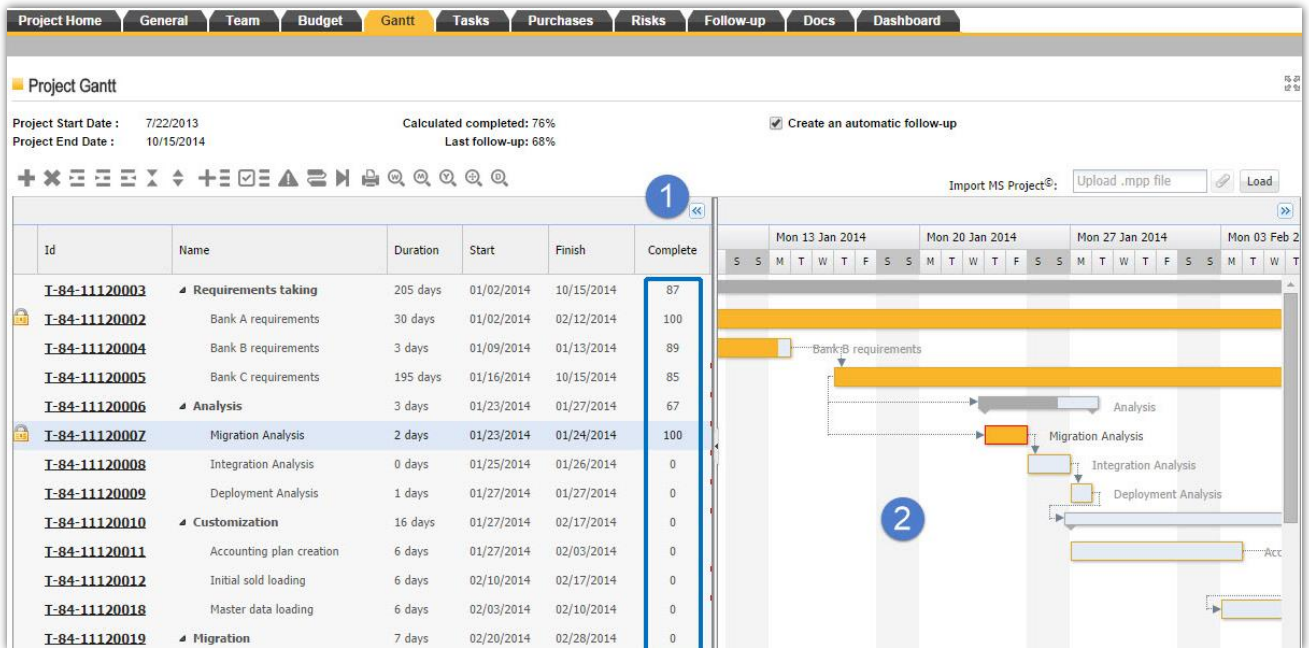 Project Home General Team Budget Gantt Tasks Purchases Risks Follow-up Docs Dashboard
Project Gantt
Project Start Date : 7/22/2013 Calculated completed: 76% Create an automatic follow-up
Project End Date : 10/15/2014 Last follow-up: 68%
W M Y D
Import MS Project©: Upload .mpp file Load
1
Id Name Duration Start Finish Complete
Mon 13 Jan 2014 Mon 20 Jan 2014 Mon 27 Jan 2014 Mon 03 Feb 2
S S M T W T F S S M T W T F S S M T W T F S S M T W T
T-84-11120003 Requirements taking 205 days 01/02/2014 10/15/2014 87
T-84-11120002 Bank A requirements 30 days 01/02/2014 02/12/2014 100
T-84-11120004 Bank B requirements 3 days 01/09/2014 01/13/2014 89 Bank B requirements
T-84-11120005 Bank C requirements 195 days 01/16/2014 10/15/2014 85
T-84-11120006 Analysis 3 days 01/23/2014 01/27/2014 67 Analysis
T-84-11120007 Migration Analysis 2 days 01/23/2014 01/24/2014 100 Migration Analysis
T-84-11120008 Integration Analysis 0 days 01/25/2014 01/26/2014 0 Integration Analysis
T-84-11120009 Deployment Analysis 1 days 01/27/2014 01/27/2014 0 Deployment Analysis
T-84-11120010 Customization 16 days 01/27/2014 02/17/2014 0
2
T-84-11120011 Accounting plan creation 6 days 01/27/2014 02/03/2014 0 Acc
T-84-11120012 Initial sold loading 6 days 02/10/2014 02/17/2014 0
T-84-11120018 Master data loading 6 days 02/03/2014 02/10/2014 0
T-84-11120019 Migration 7 days 02/20/2014 02/28/2014 0